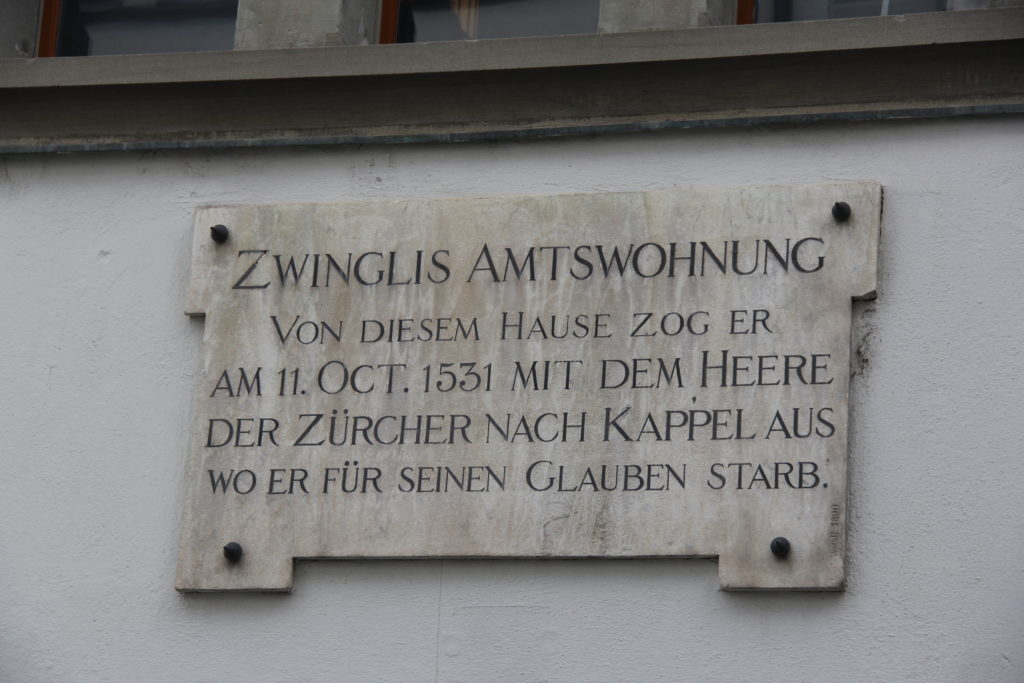 ZWINGLIS AMTSWOHNUNG
VON DIESEM HAUSE ZOG ER
AM 11. OCT. 1531 MIT DEM HEERE
DER ZÜRCHER NACH KAPPEL AUS
WO ER FÜR SEINEN GLAUBEN STARB.